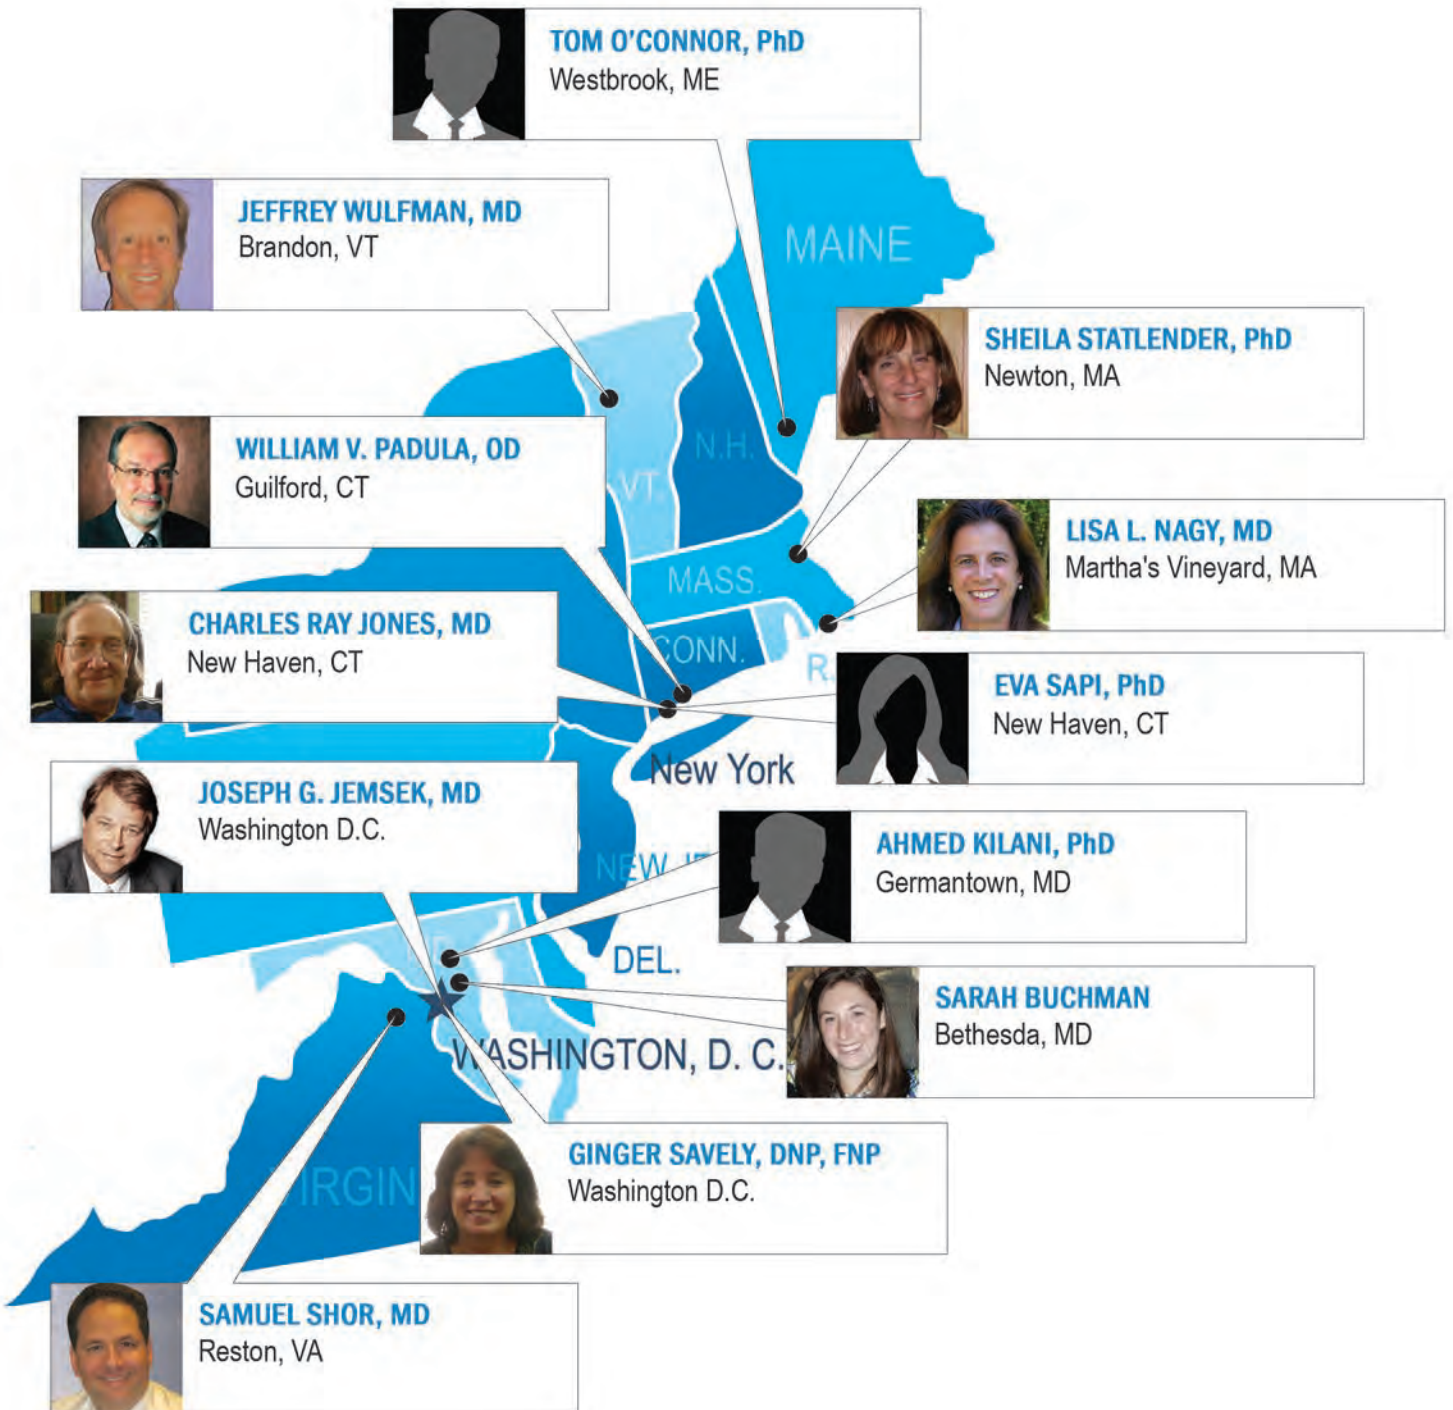 TOM O'CONNOR, PhD
Westbrook, ME
JEFFREY WULFMAN, MD
Brandon, VT
MAINE
SHEILA STATLENDER, PhD
Newton, MA
WILLIAM V. PADULA, OD
Guilford, CT
N.H.
VT.
LISA L. NAGY, MD
Martha's Vineyard, MA
MASS.
CHARLES RAY JONES, MD
New Haven, CT
CONN.
EVA SAPI, PhD
New Haven, CT
New York
JOSEPH G. JEMSEK, MD
Washington D.C.
AHMED KILANI, PhD
Germantown, MD
NEW
DEL.
SARAH BUCHMAN
Bethesda, MD
WASHINGTON, D. C.
GINGER SAVELY, DNP, FNP
Washington D.C.
VIRGIN
SAMUEL SHOR, MD
Reston, VA